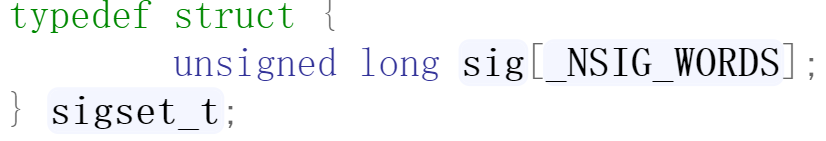 typedef struct {
        unsigned long sig[_NSIG_WORDS];
} sigset_t;